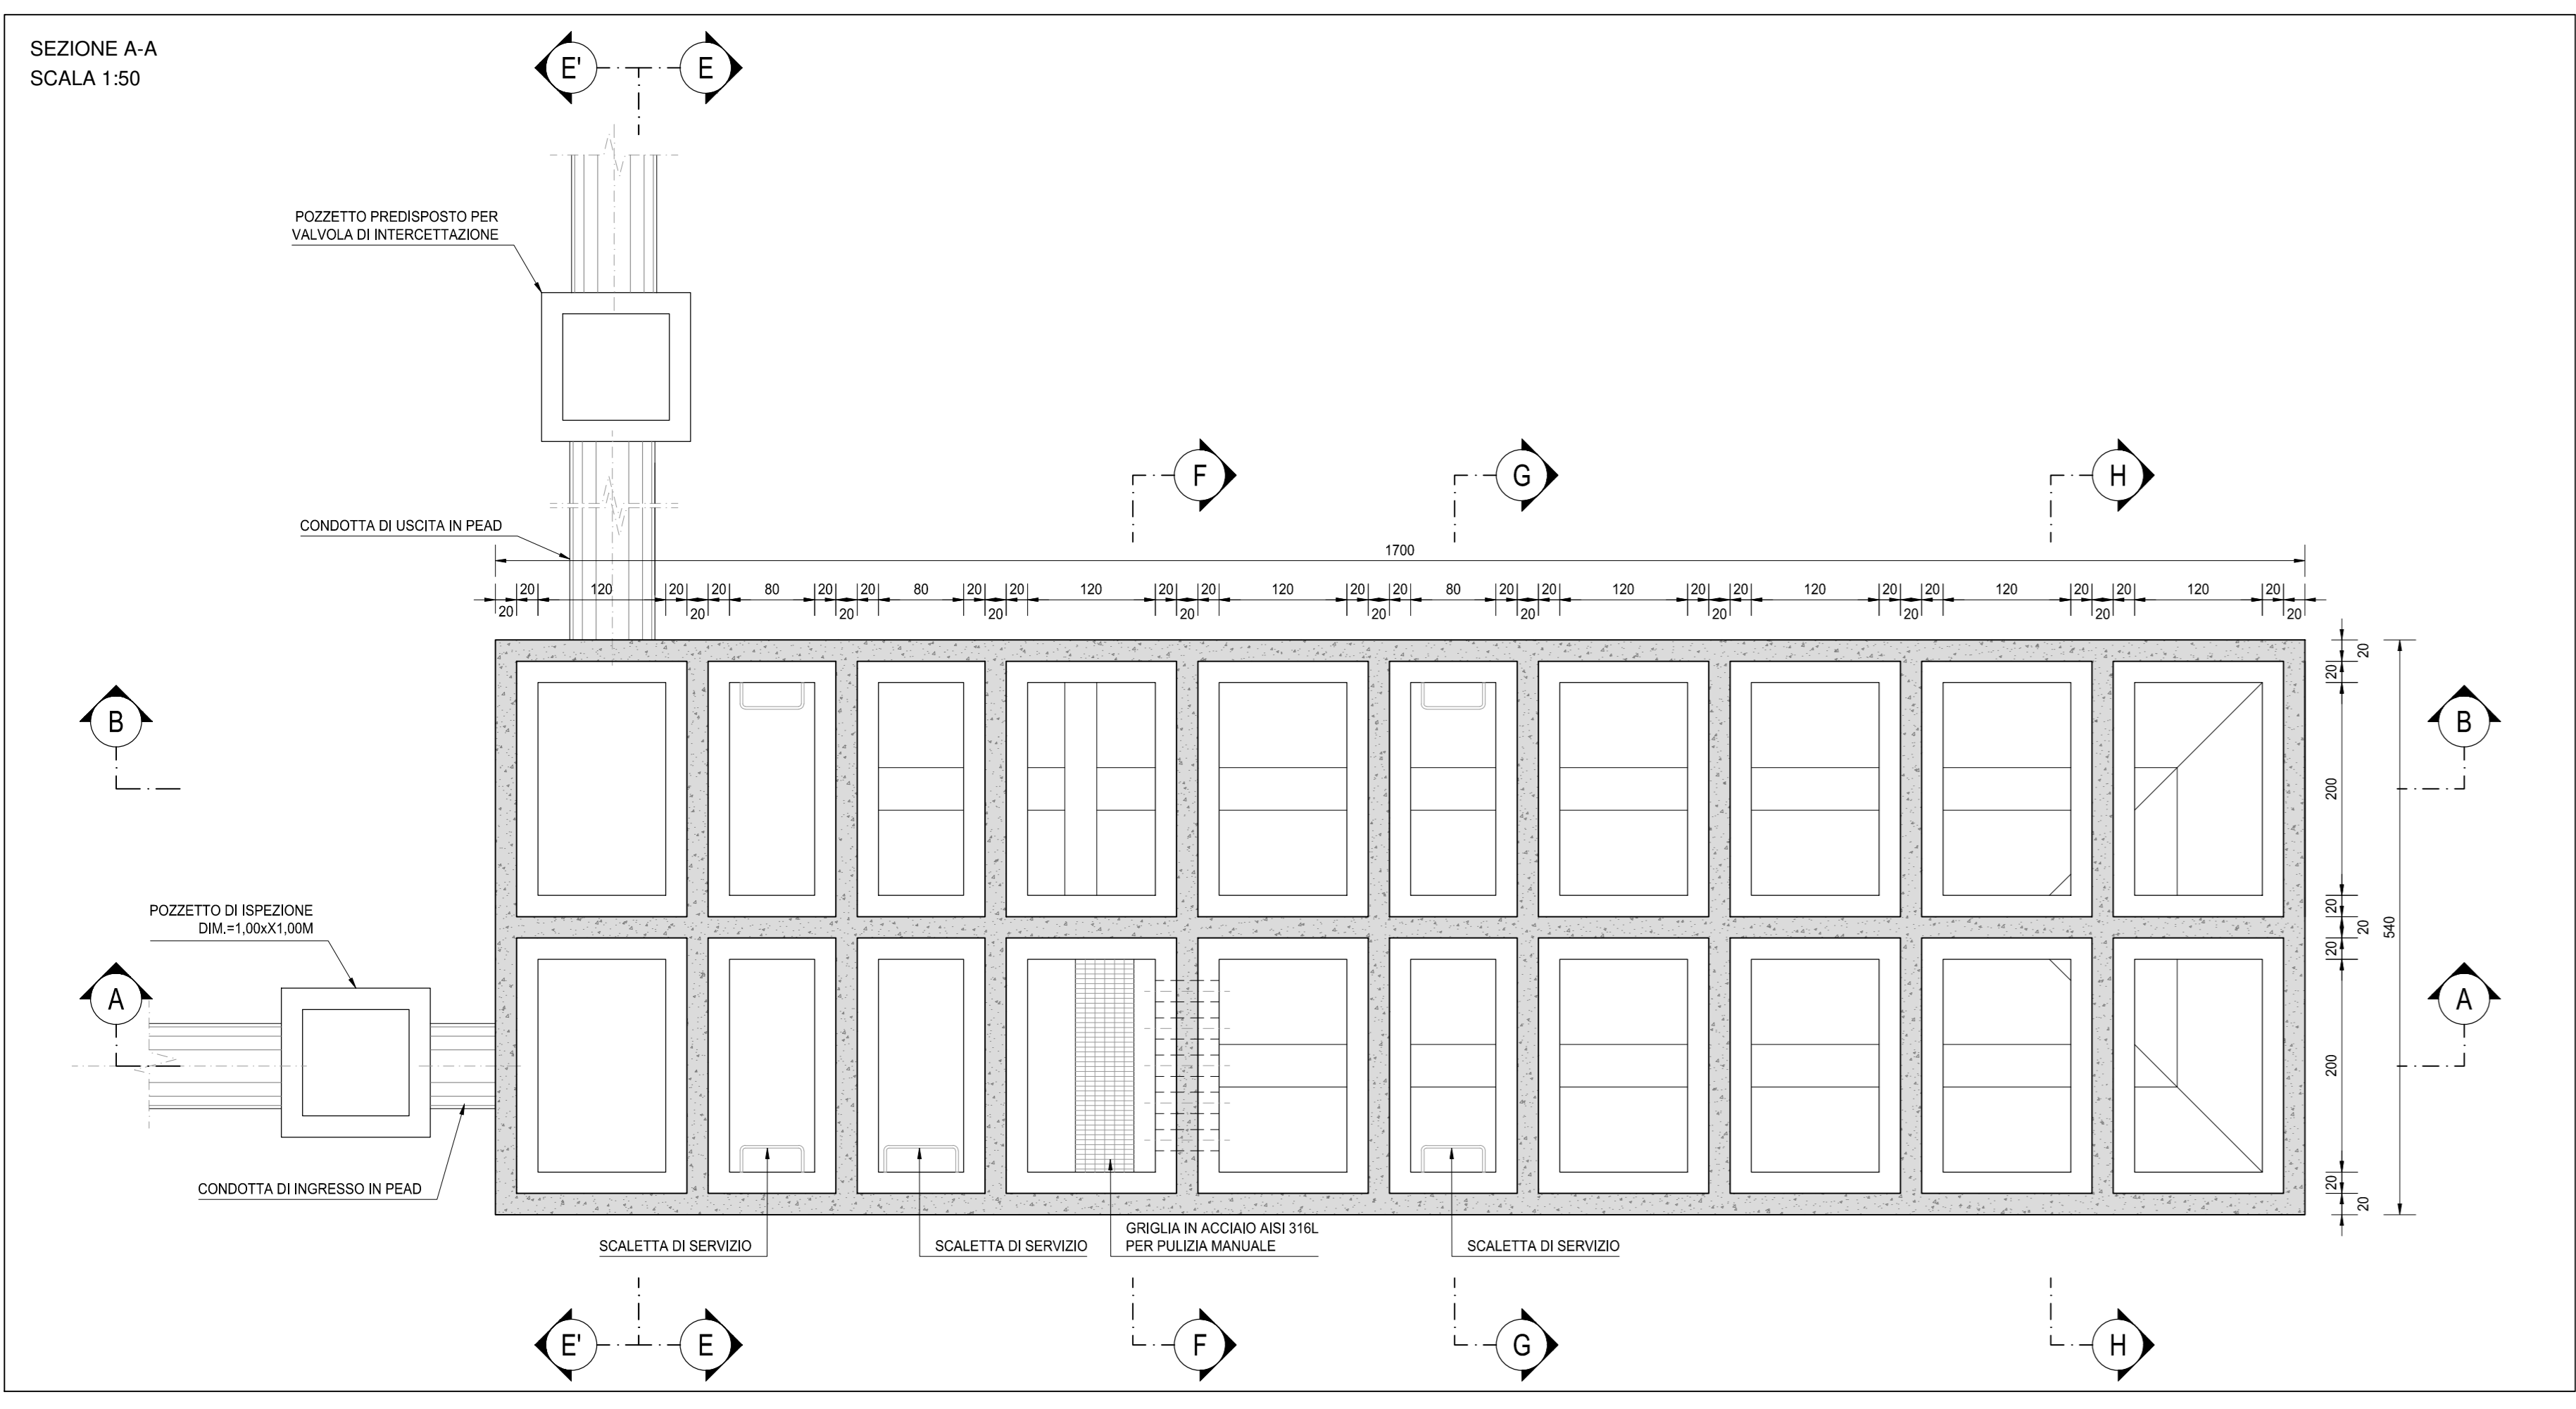 SEZIONE A-A
SCALA 1:50
E'
E
POZZETTO PREDISPOSTO PER
VALVOLA DI INTERCETTAZIONE
F
G
H
CONDOTTA DI USCITA IN PEAD
1700
20 120 20 20 80 20 20 80 20 20 120 20 20 120 20 20 80 20 20 120 20 20 120 20 20 120 20 20 120 20
20 20 20 20 20 20 20 20 20 20 20
20
20
B
B
200
20
20
540
20
POZZETTO DI ISPEZIONE
DIM.=1,00xX1,00M
A
A
200
CONDOTTA DI INGRESSO IN PEAD
20
20
GRIGLIA IN ACCIAIO AISI 316L
PER PULIZIA MANUALE
SCALETTA DI SERVIZIO
SCALETTA DI SERVIZIO
SCALETTA DI SERVIZIO
E'
E
F
G
H